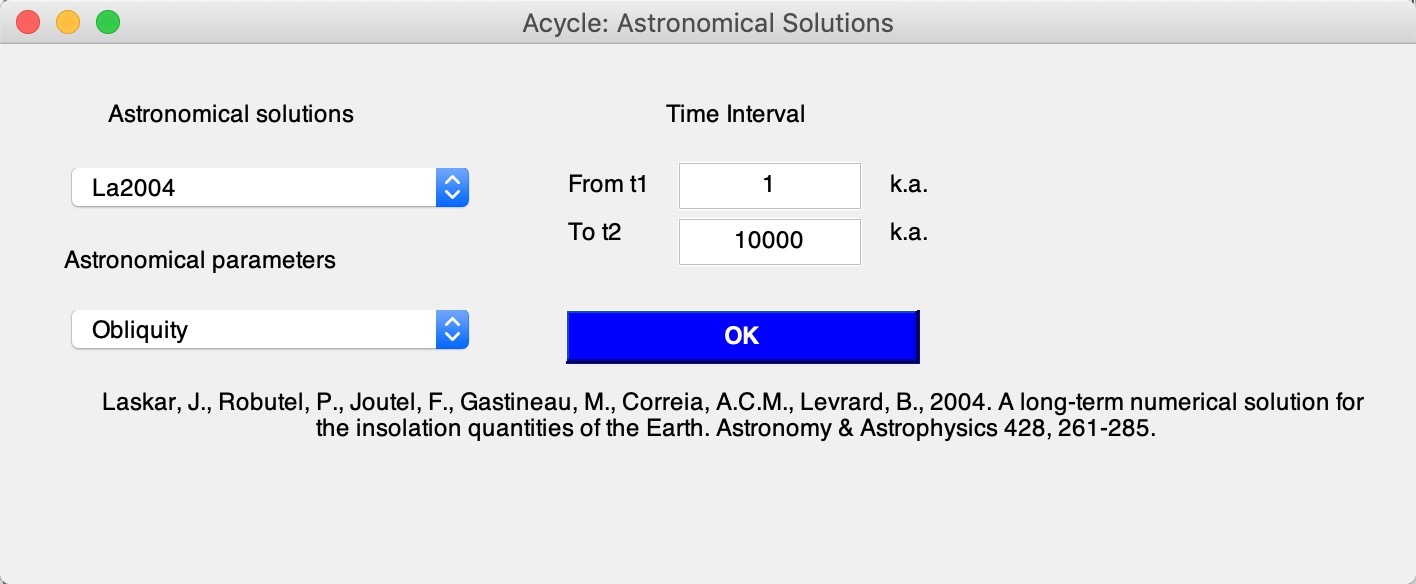 Acycle: Astronomical Solutions
Astronomical solutions
Time Interval
La2004
From t1 1 k.a.
To t2 10000 k.a.
Astronomical parameters
Obliquity
OK
Laskar, J., Robutel, P., Joutel, F., Gastineau, M., Correia, A.C.M., Levrard, B., 2004. A long-term numerical solution for
the insolation quantities of the Earth. Astronomy & Astrophysics 428, 261-285.